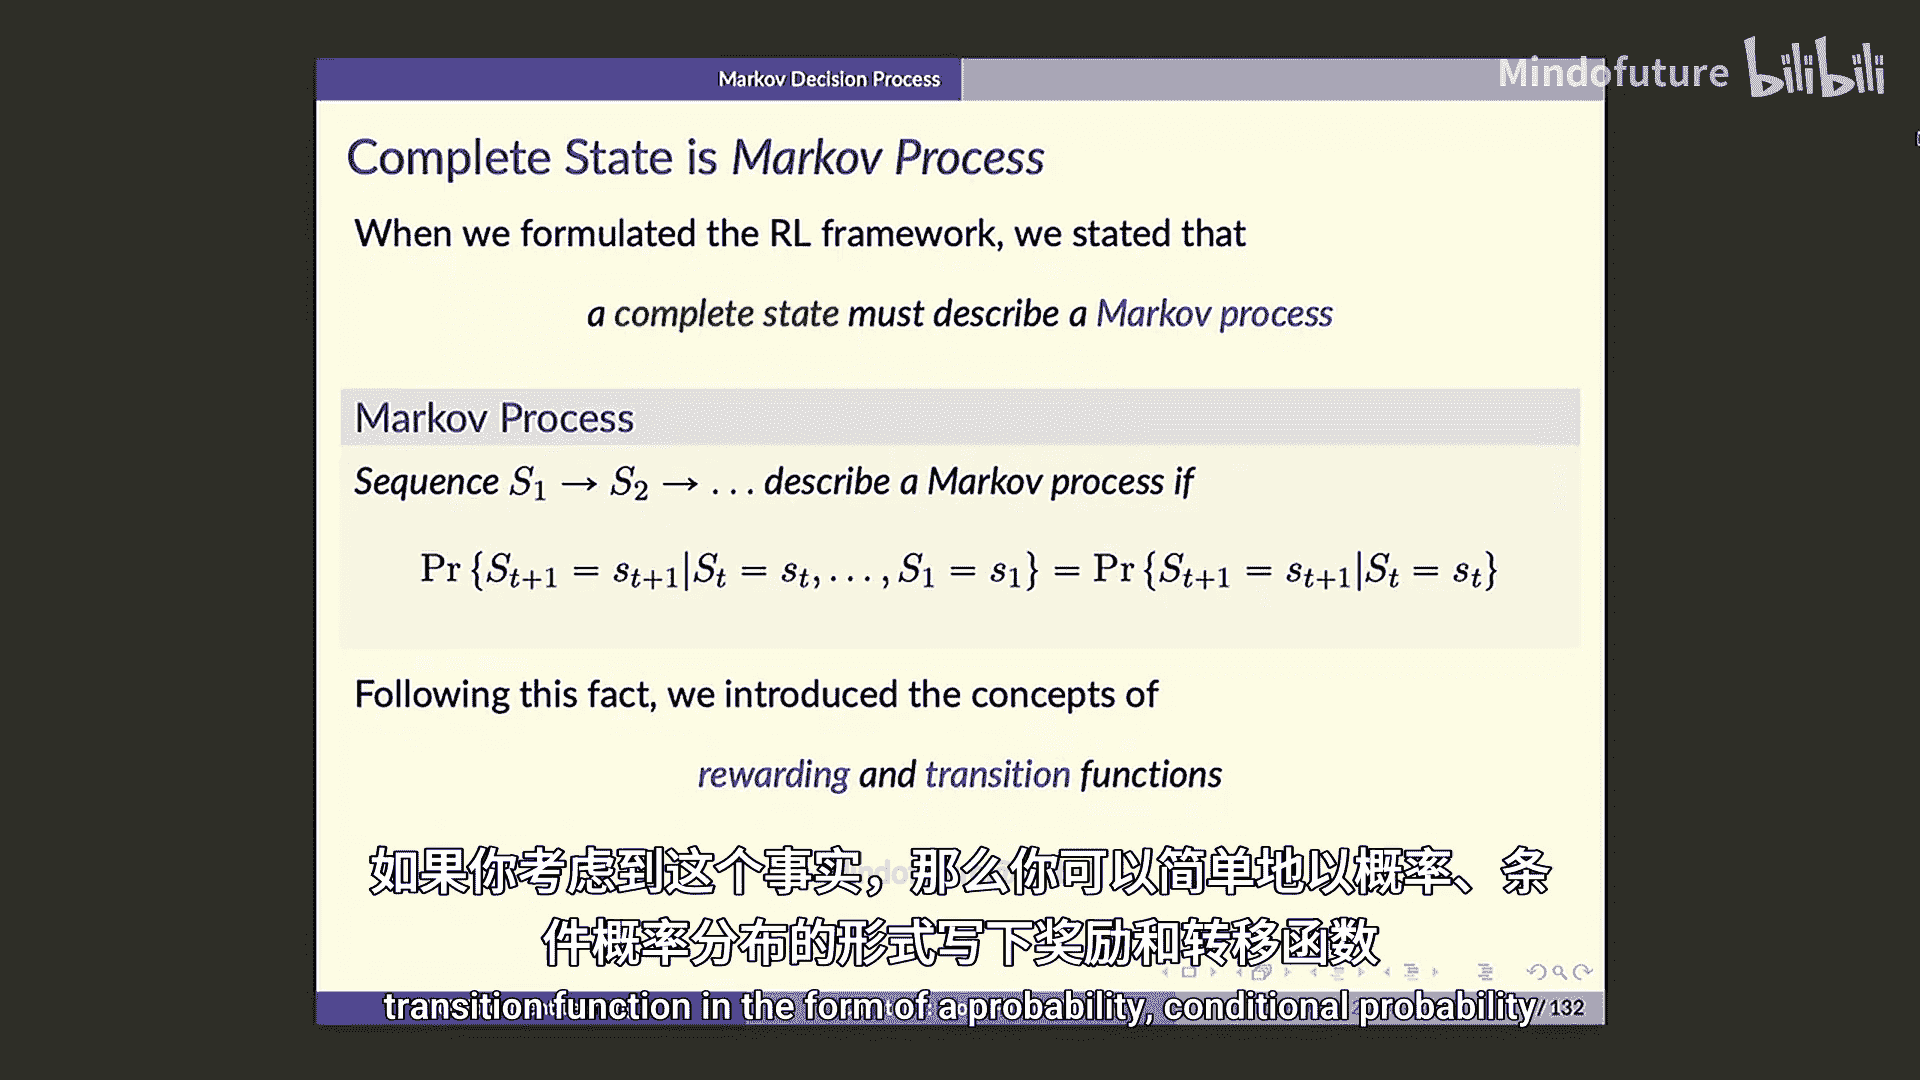 Markov Decision Process
Mindofuture bilibili
Complete State is Markov Process
When we formulated the RL framework, we stated that
a complete state must describe a Markov process
Markov Process
Sequence S₁ → S₂ → ... describe a Markov process if
Pr {Sₜ₊₁ = sₜ₊₁|Sₜ = sₜ, ..., S₁ = s₁} = Pr {Sₜ₊₁ = sₜ₊₁|Sₜ = sₜ}
Following this fact, we introduced the concepts of
rewarding and transition functions
如果你考虑到这个事实，那么你可以简单地以概率、条
件概率分布的形式写下奖励和转移函数
transition function in the form of a probability, conditional probability
/ 132